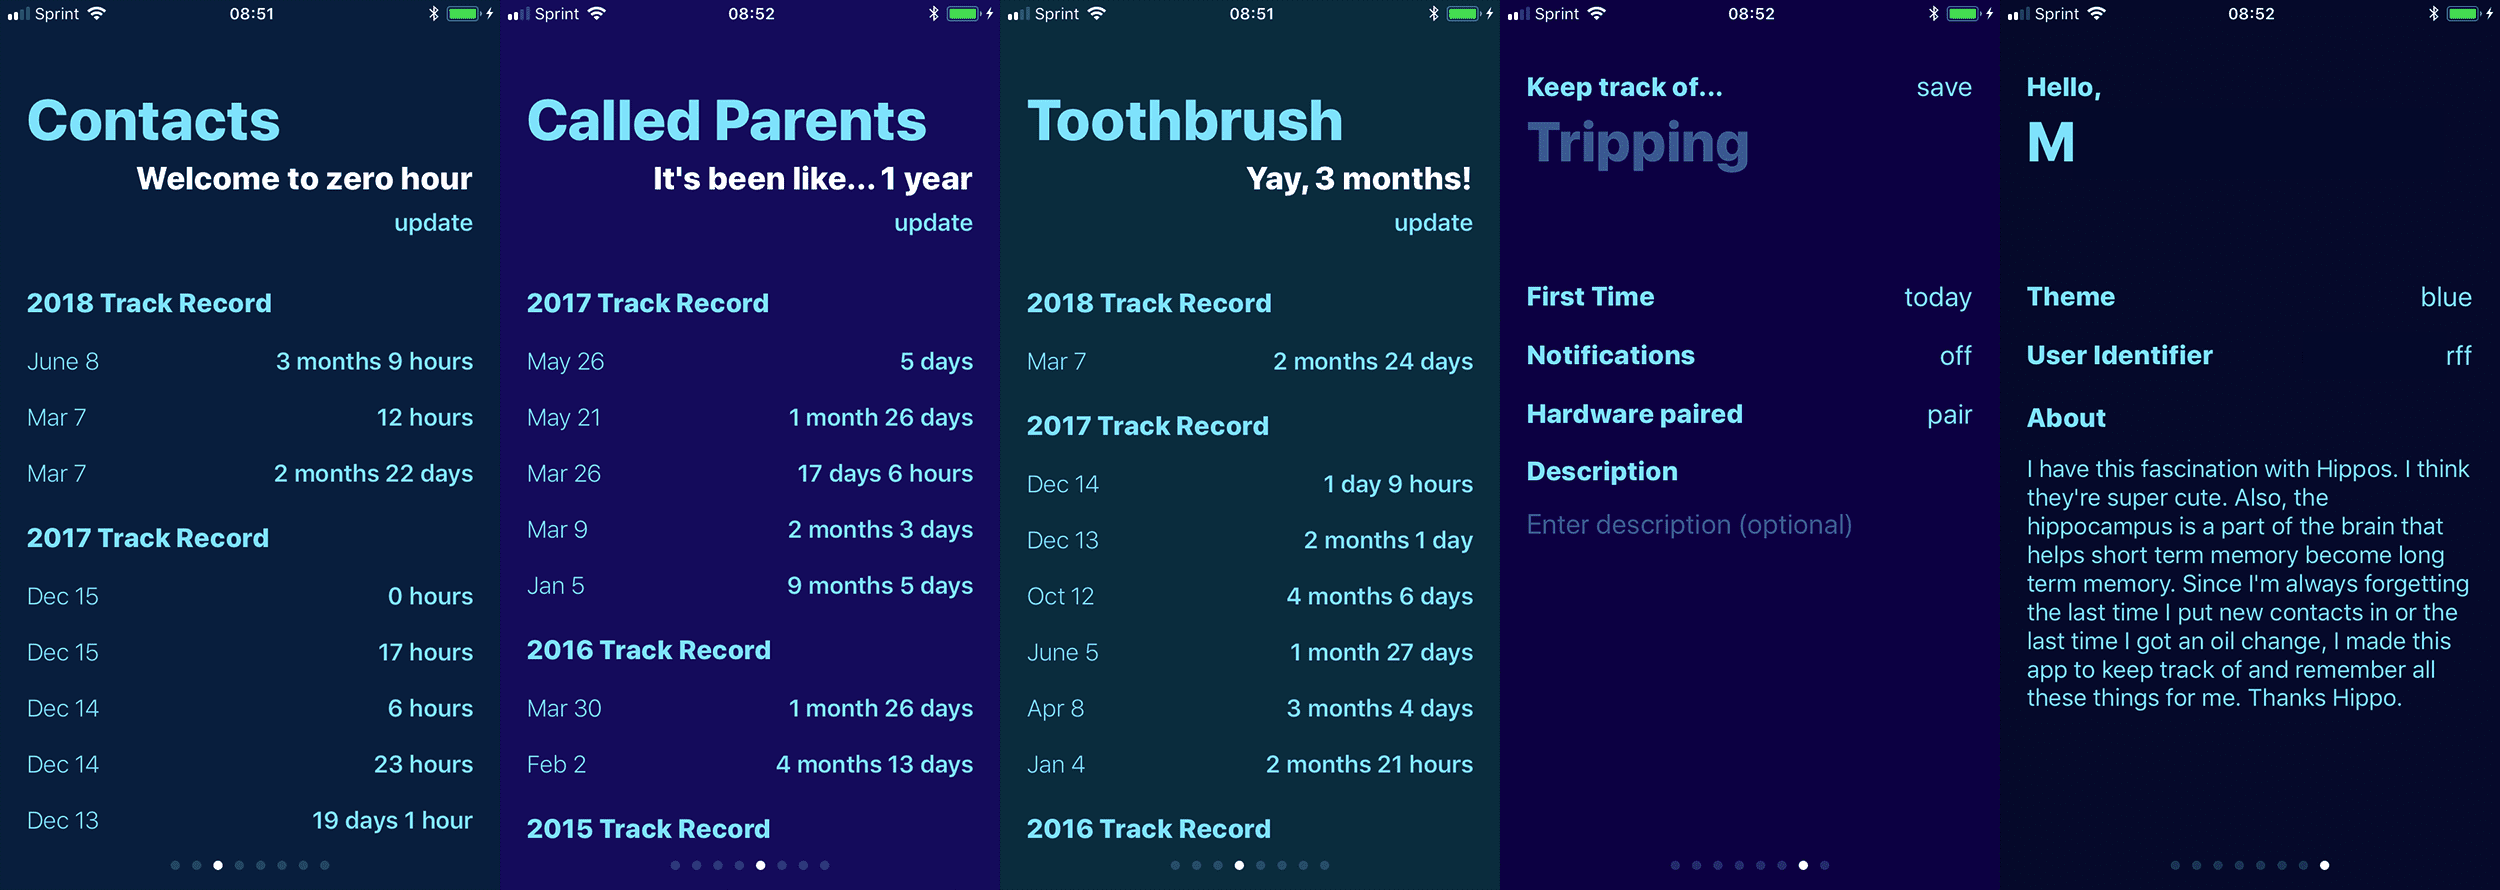 Sprint 08:51
Contacts
Welcome to zero hour
update
2018 Track Record
June 8 3 months 9 hours
Mar 7 12 hours
Mar 7 2 months 22 days
2017 Track Record
Dec 15 0 hours
Dec 15 17 hours
Dec 14 6 hours
Dec 14 23 hours
Dec 13 19 days 1 hour
Sprint 08:52
Called Parents
It's been like... 1 year
update
2017 Track Record
May 26 5 days
May 21 1 month 26 days
Mar 26 17 days 6 hours
Mar 9 2 months 3 days
Jan 5 9 months 5 days
2016 Track Record
Mar 30 1 month 26 days
Feb 2 4 months 13 days
2015 Track Record
Sprint 08:51
Toothbrush
Yay, 3 months!
update
2018 Track Record
Mar 7 2 months 24 days
2017 Track Record
Dec 14 1 day 9 hours
Dec 13 2 months 1 day
Oct 12 4 months 6 days
June 5 1 month 27 days
Apr 8 3 months 4 days
Jan 4 2 months 21 hours
2016 Track Record
Sprint 08:52
Keep track of... save
Tripping
First Time today
Notifications off
Hardware paired pair
Description
Enter description (optional)
Sprint 08:52
Hello,
M
Theme blue
User Identifier rff
About
I have this fascination with Hippos. I think
they're super cute. Also, the
hippocampus is a part of the brain that
helps short term memory become long
term memory. Since I'm always forgetting
the last time I put new contacts in or the
last time I got an oil change, I made this
app to keep track of and remember all
these things for me. Thanks Hippo.